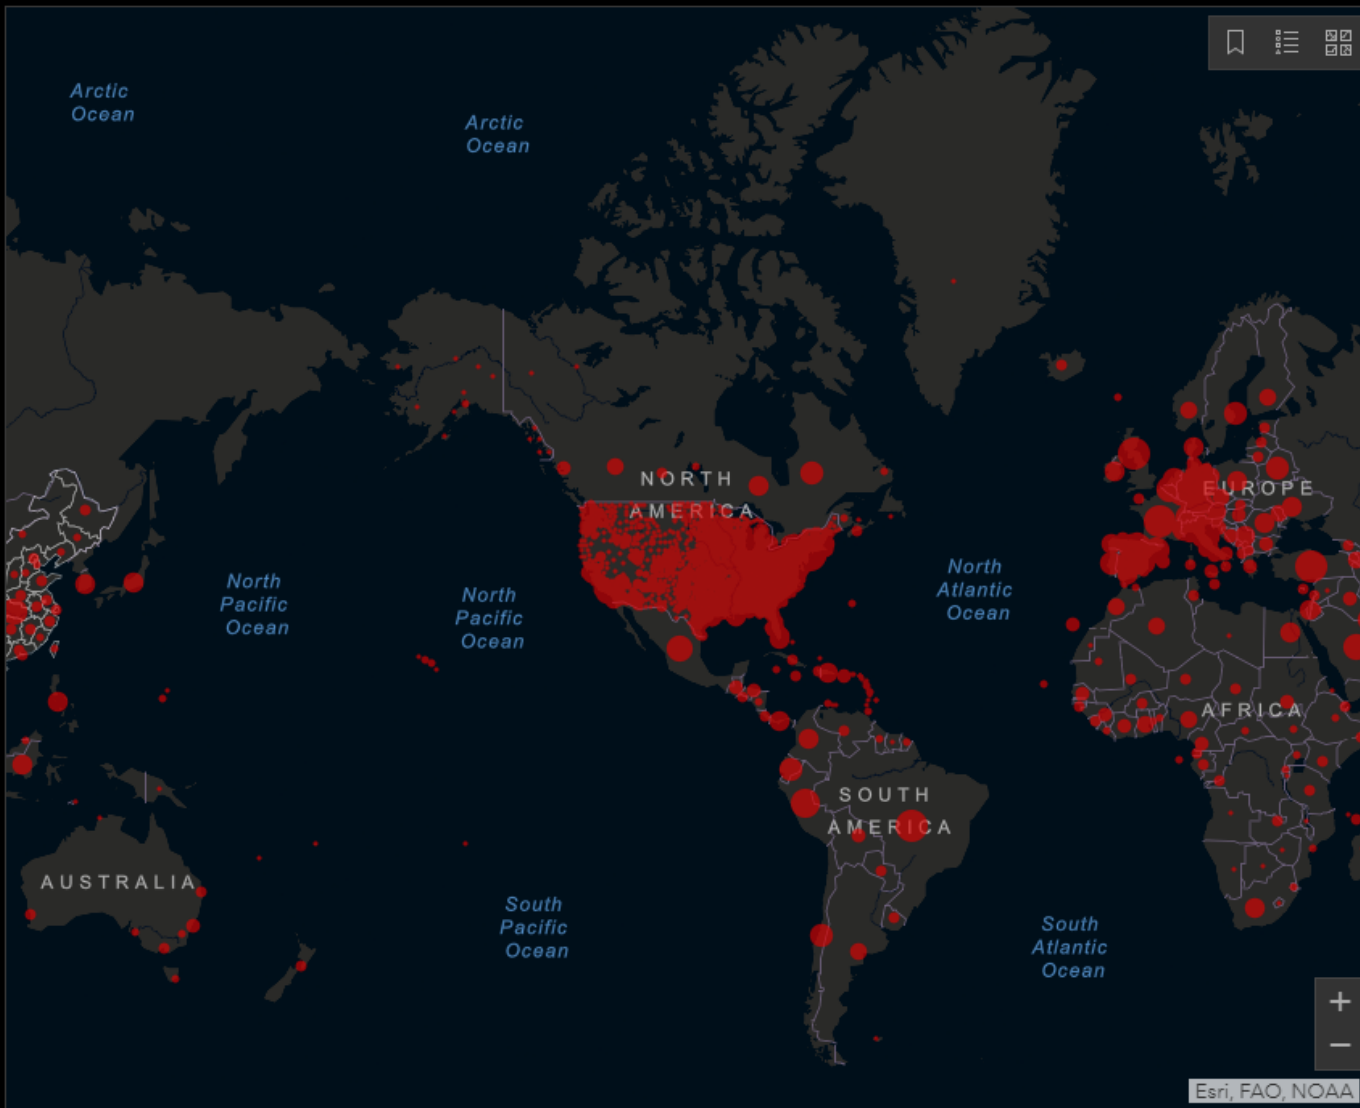 Arctic
Ocean
Arctic
Ocean
NORTH
AMERICA
EUROPE
North
Pacific
Ocean
North
Pacific
Ocean
North
Atlantic
Ocean
AFRICA
SOUTH
AMERICA
AUSTRALIA
South
Pacific
Ocean
South
Atlantic
Ocean
+
−
Esri, FAO, NOAA